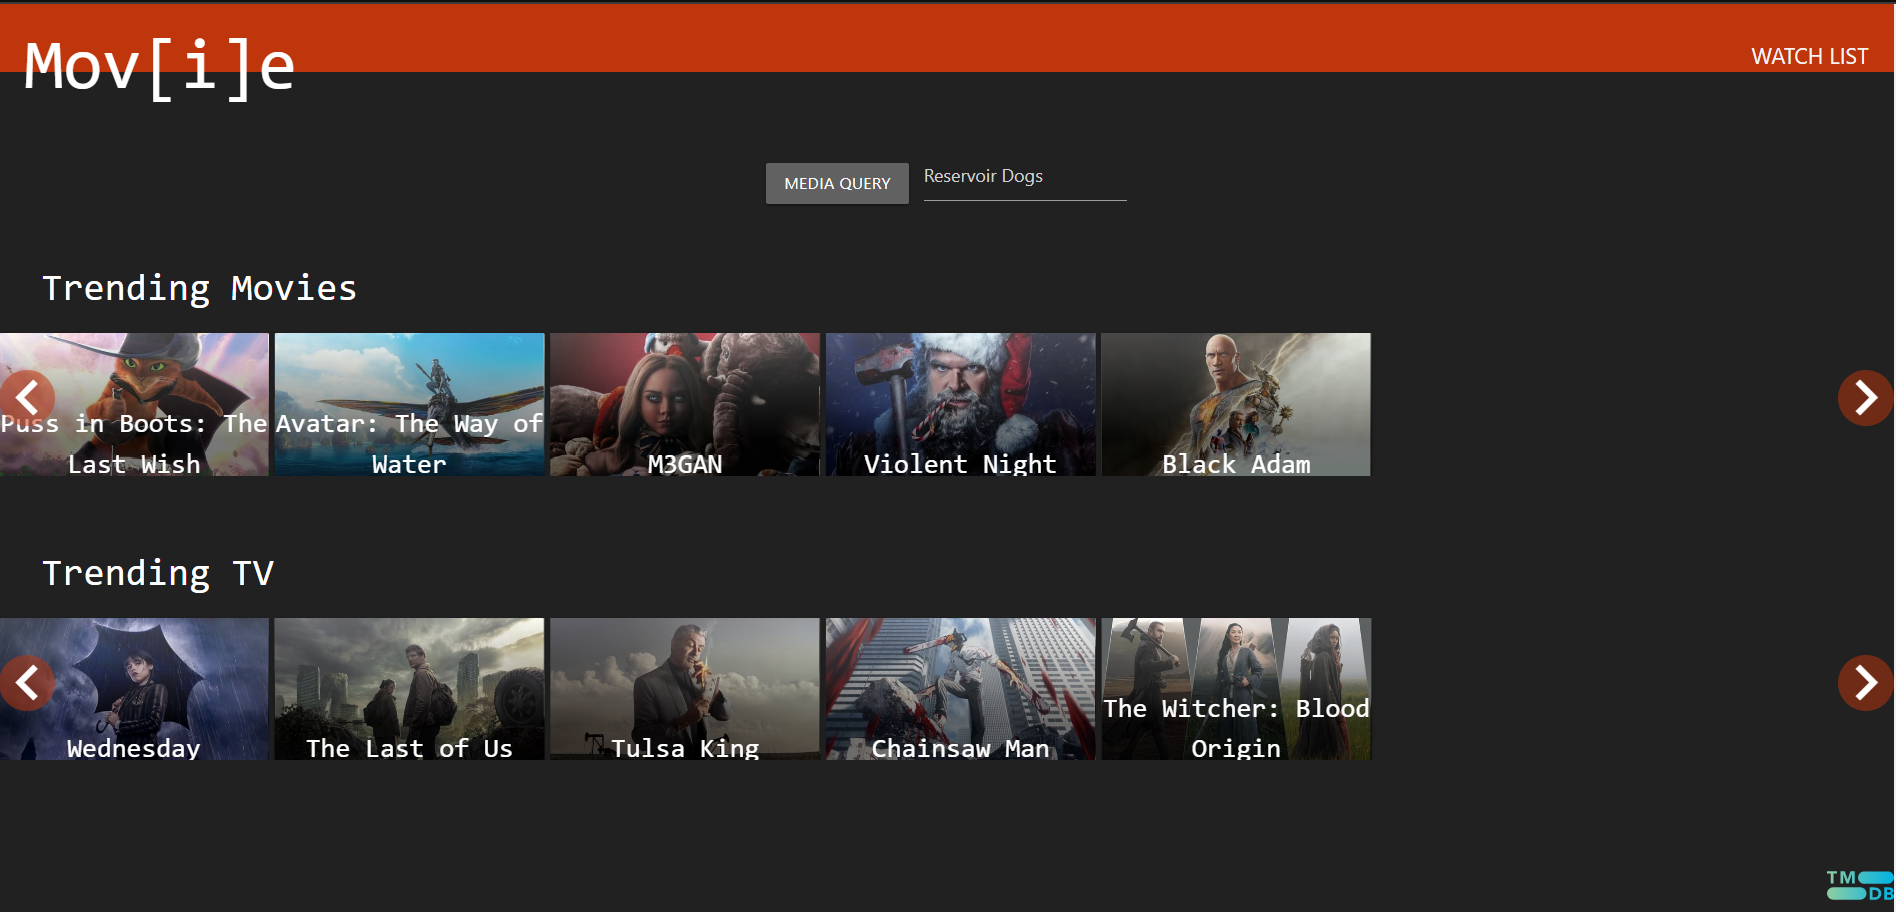 Mov[i]e
WATCH LIST
MEDIA QUERY
Reservoir Dogs
Trending Movies
Puss in Boots: The
Last Wish
Avatar: The Way of
Water
M3GAN
Violent Night
Black Adam
Trending TV
Wednesday
The Last of Us
Tulsa King
Chainsaw Man
The Witcher: Blood
Origin
TM
DB